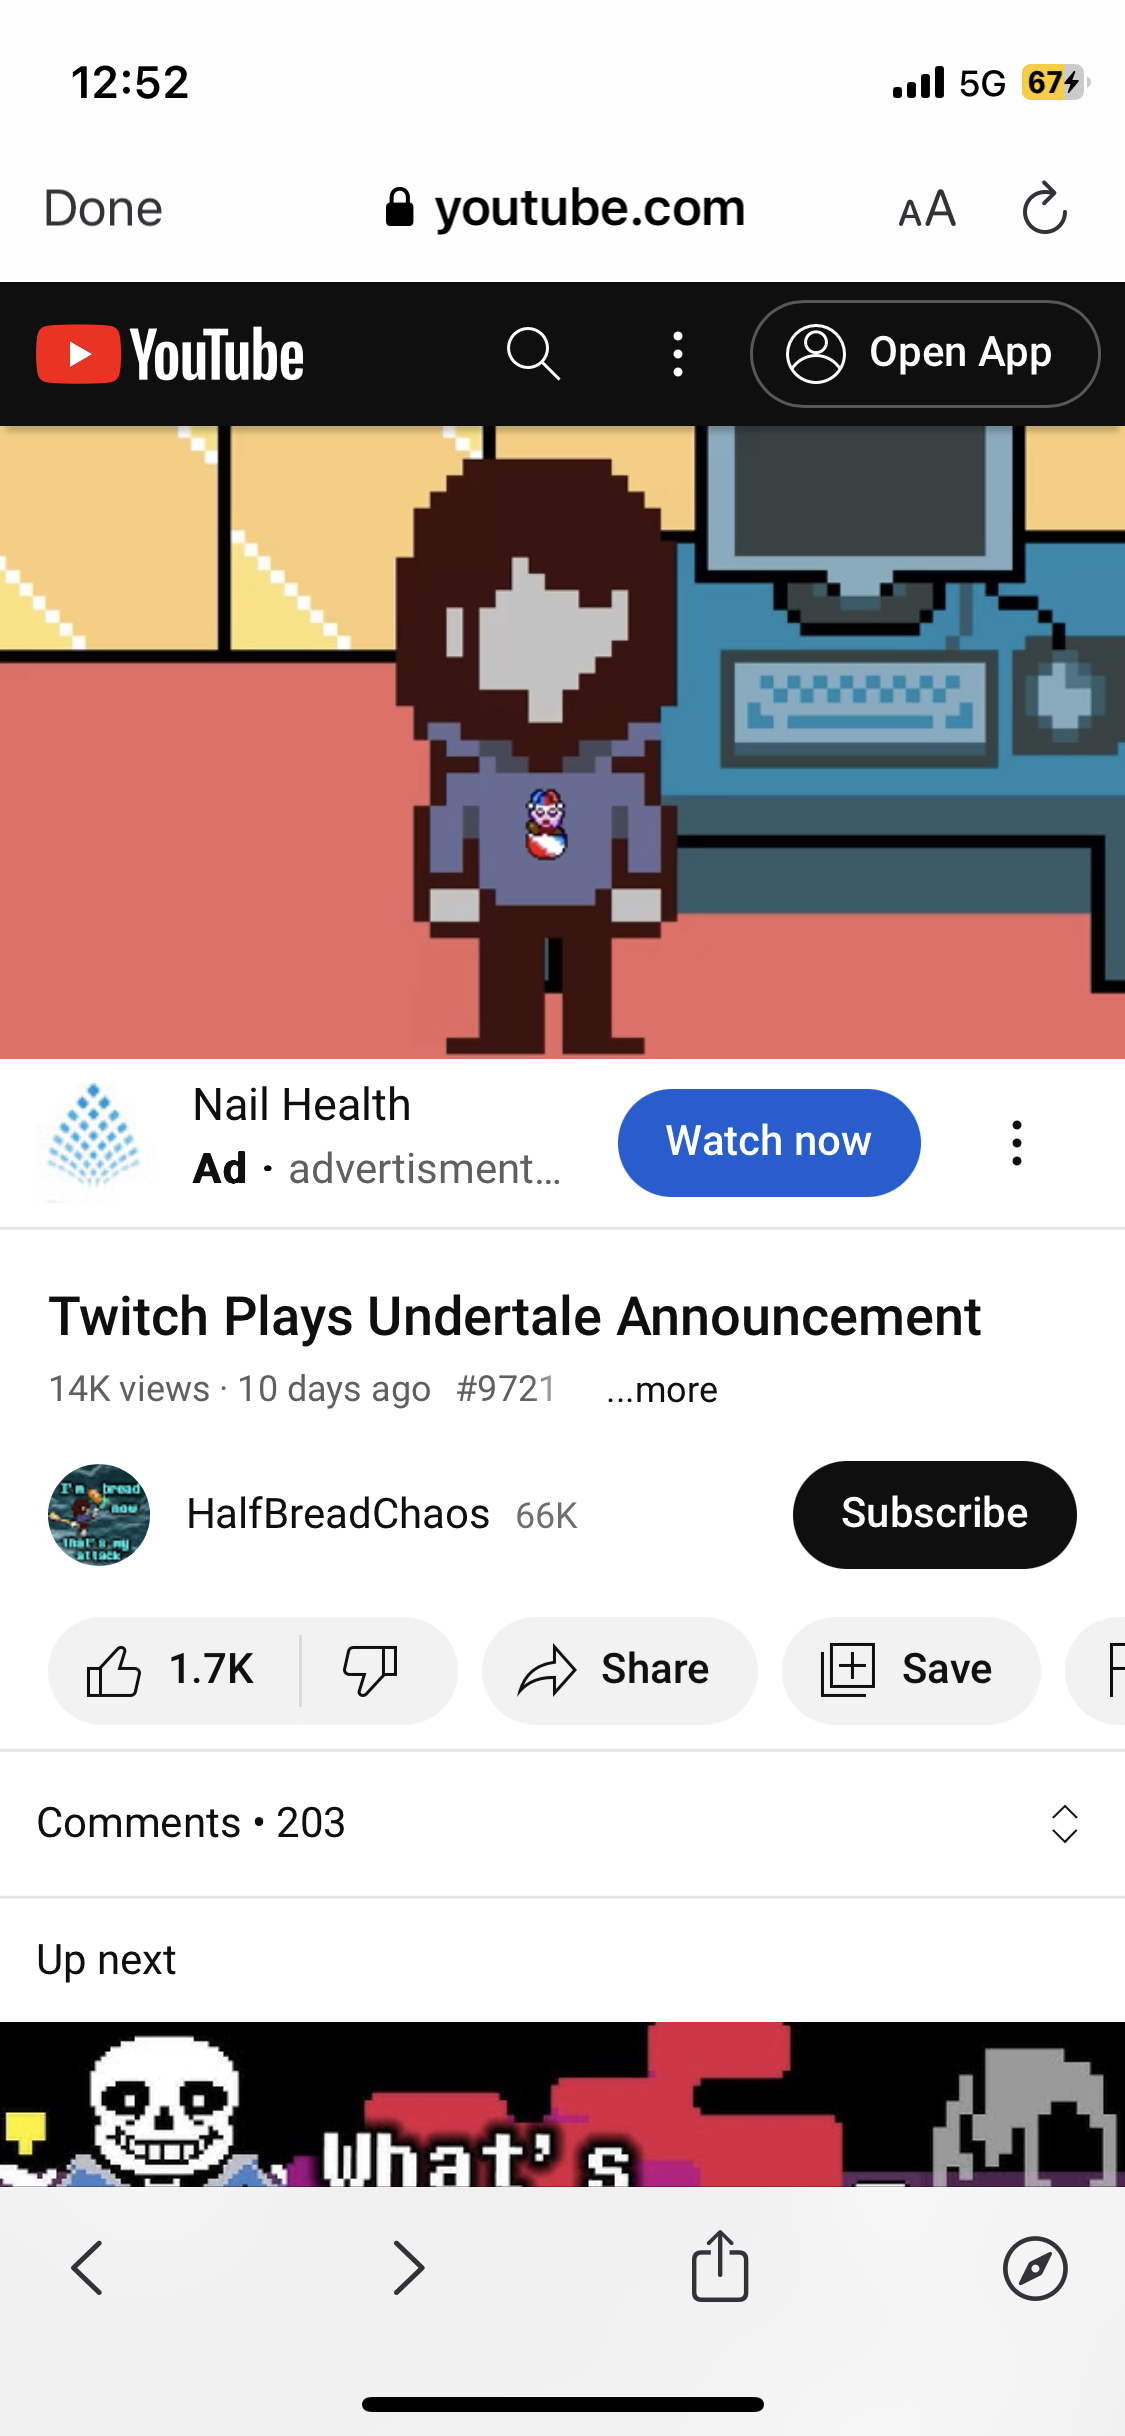 12:52
5G 67
Done
youtube.com
AA
YouTube
Open App
Nail Health
Ad · advertisment...
Watch now
Twitch Plays Undertale Announcement
14K views · 10 days ago #9721 ...more
I'm bread
now
that's my
attack
HalfBreadChaos 66K
Subscribe
1.7K
Share
Save
Comments • 203
Up next
What's